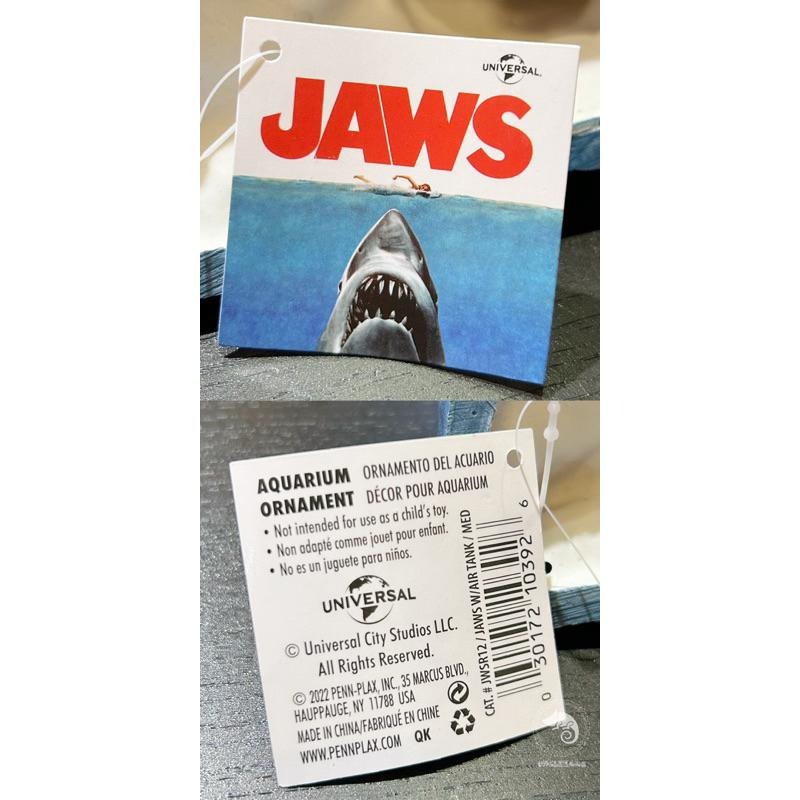 UNIVERSAL
JAWS
AQUARIUM ORNAMENTO DEL ACUARIO
ORNAMENT DÉCOR POUR AQUARIUM
• Not intended for use as a child's toy.
• Non adapté comme jouet pour enfant.
• No es un juguete para niños.
UNIVERSAL
© Universal City Studios LLC.
All Rights Reserved.
© 2022 PENN-PLAX, INC., 35 MARCUS BLVD.,
HAUPPAUGE, NY 11788 USA
MADE IN CHINA/FABRIQUÉ EN CHINE
WWW.PENNPLAX.COM QK
CAT. # JWSR12 / JAWS W/AIR TANK / MED
0 30172 10392 6